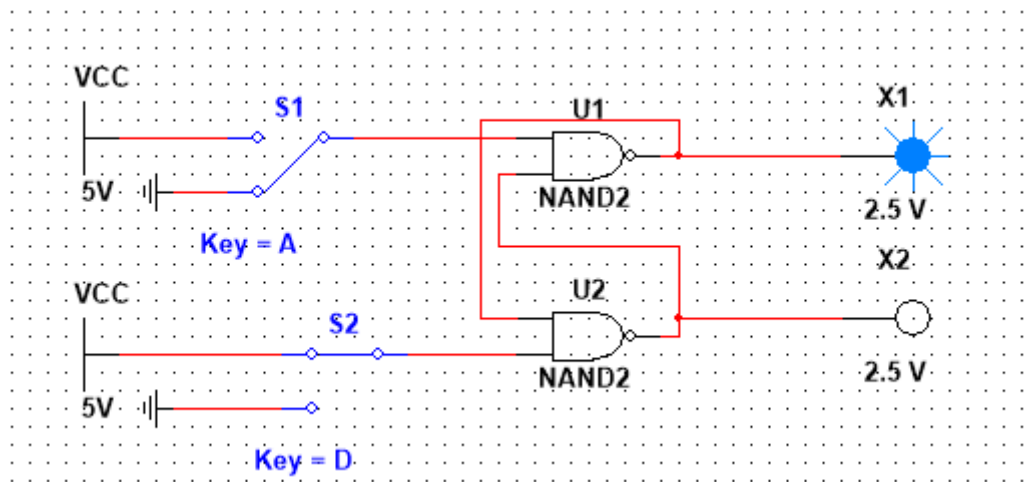 VCC
S1
U1
X1
5V
NAND2
2.5 V
Key = A
X2
VCC
U2
S2
NAND2
2.5 V
5V
Key = D